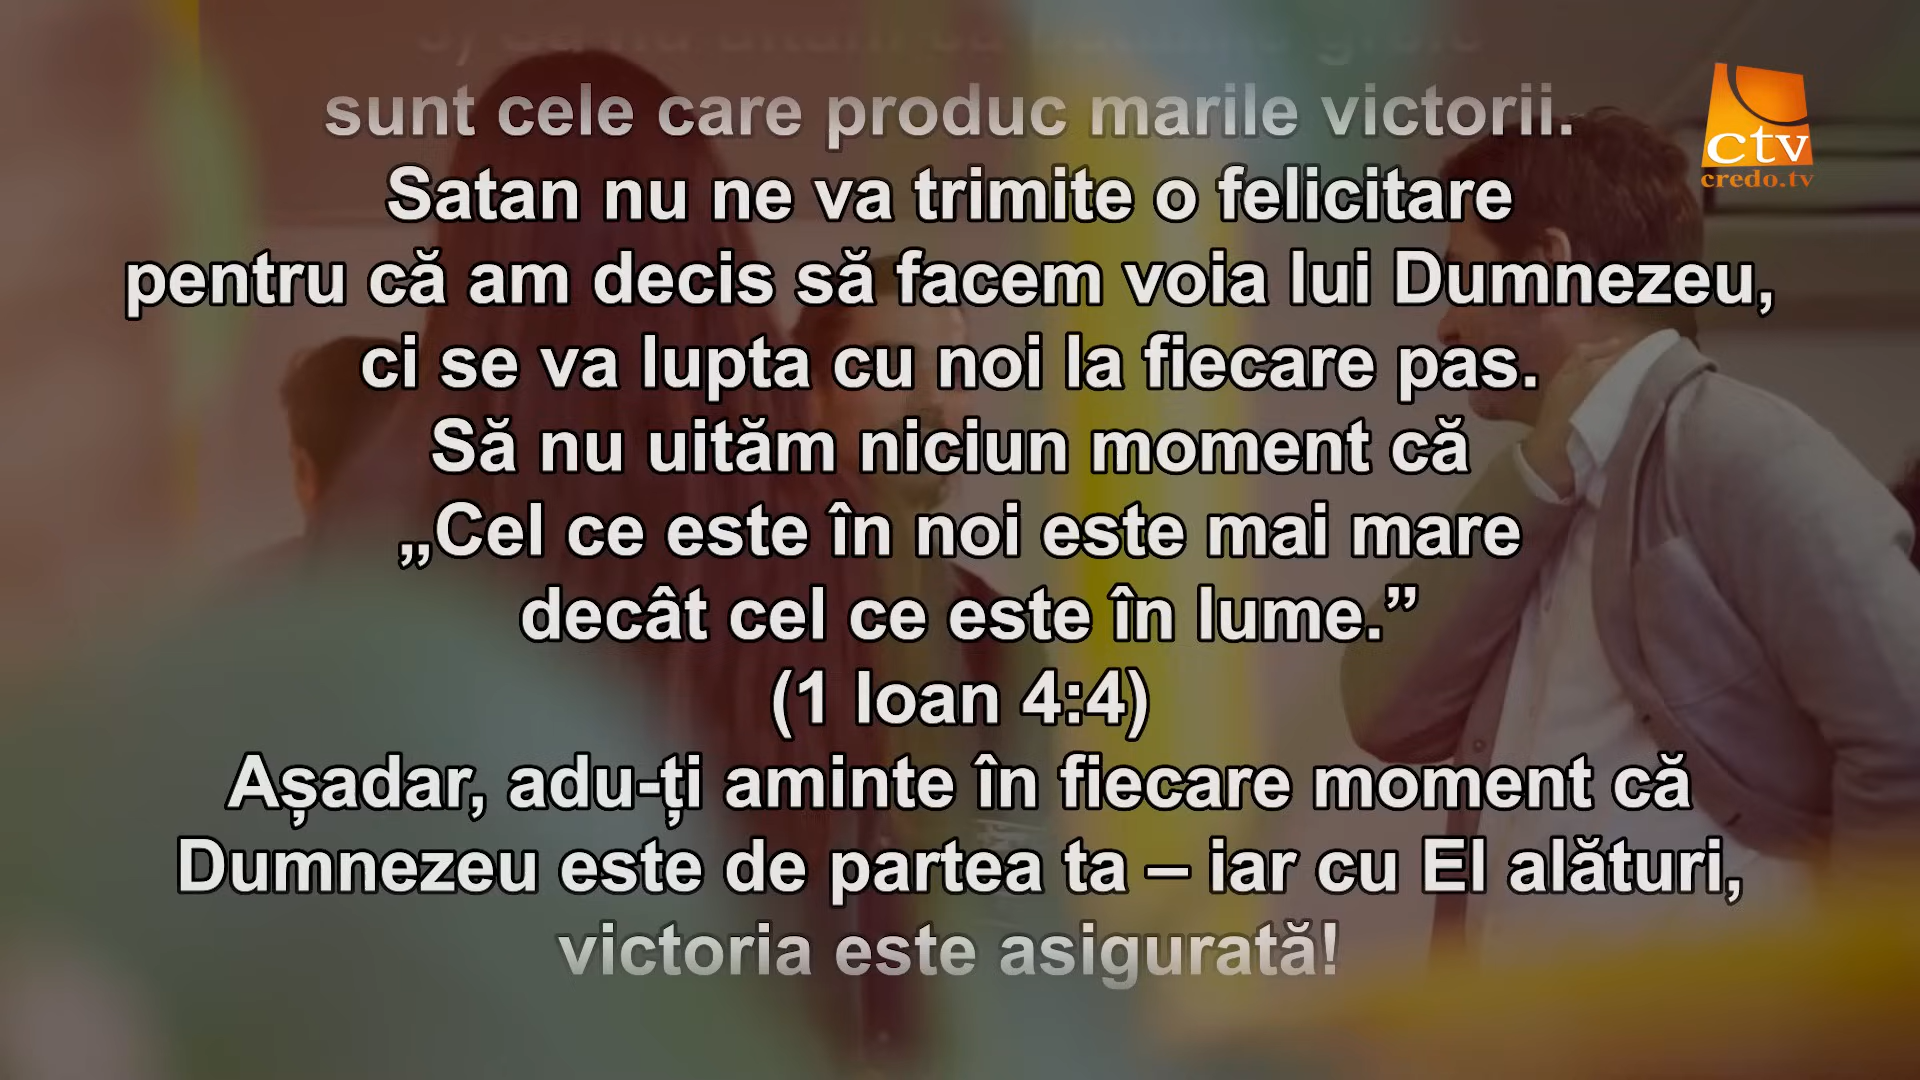 sunt cele care produc marile victorii.
Satan nu ne va trimite o felicitare
pentru că am decis să facem voia lui Dumnezeu,
ci se va lupta cu noi la fiecare pas.
Să nu uităm niciun moment că
„Cel ce este în noi este mai mare
decât cel ce este în lume.”
(1 Ioan 4:4)
Așadar, adu-ți aminte în fiecare moment că
Dumnezeu este de partea ta – iar cu El alături,
victoria este asigurată!
ctv
credo.tv